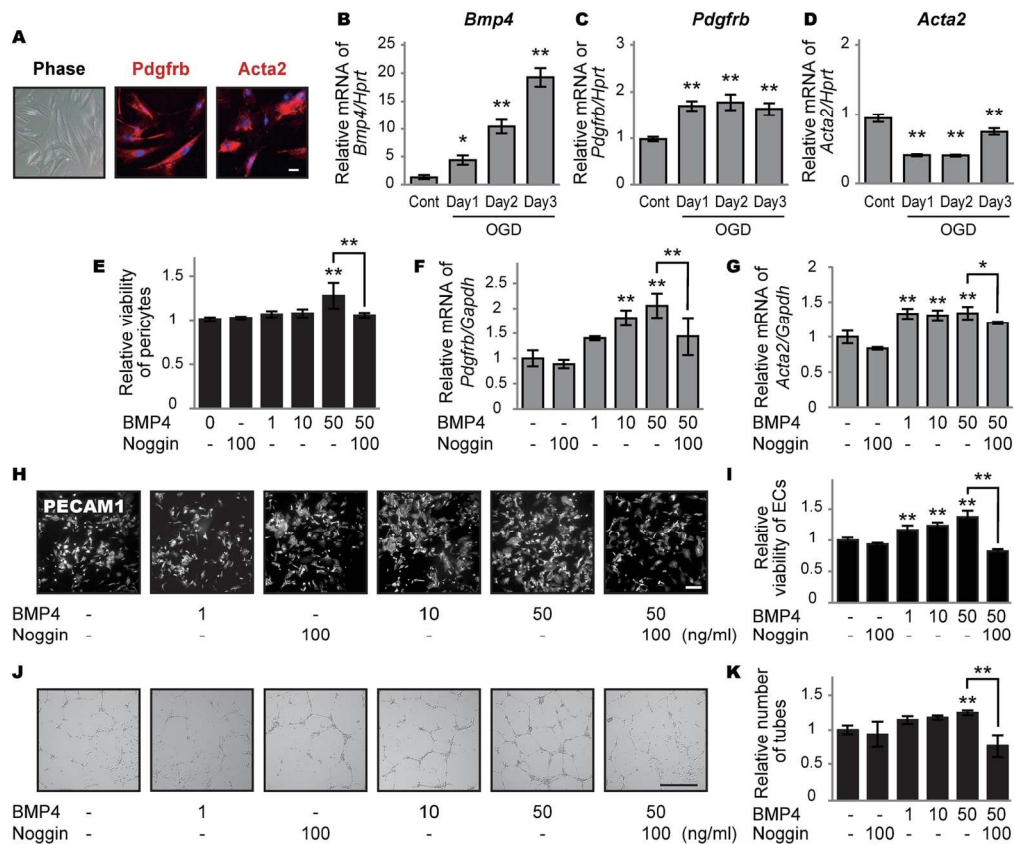 A
Phase Pdgfrb Acta2
B
Bmp4
Relative mRNA of
Bmp4/Hprt
25
20
15
10
5
0
*
**
**
Cont Day1 Day2 Day3
OGD
C
Pdgfrb
Relative mRNA or
Pdgfrb/Hprt
3
2
1
0
** ** **
Cont Day1 Day2 Day3
OGD
D
Acta2
Relative mRNA of
Acta2/Hprt
2
1
0
** ** **
Cont Day1 Day2 Day3
OGD
E
Relative viability
of pericytes
1.5
1
0
**
**
BMP4 0 - 1 10 50 50
Noggin - 100 - - - 100
F
Relative mRNA of
Pdgfrb/Gapdh
2.5
2
1.5
1
0.5
0
**
** **
BMP4 - - 1 10 50 50
Noggin - 100 - - - 100
G
Relative mRNA of
Acta2/Gapdh
2
1.5
1
0.5
0
*
** ** **
BMP4 - - 1 10 50 50
Noggin - 100 - - - 100
H
PECAM1
BMP4 - 1 - 10 50 50
Noggin - - 100 - - 100 (ng/ml)
I
Relative
viability of ECs
1.5
1
0.5
0
**
** ** **
BMP4 - - 1 10 50 50
Noggin - 100 - - - 100
J
BMP4 - 1 - 10 50 50
Noggin - - 100 - - 100 (ng/ml)
K
Relative number
of tubes
1.5
1
0.5
0
**
**
BMP4 - - 1 10 50 50
Noggin - 100 - - - 100